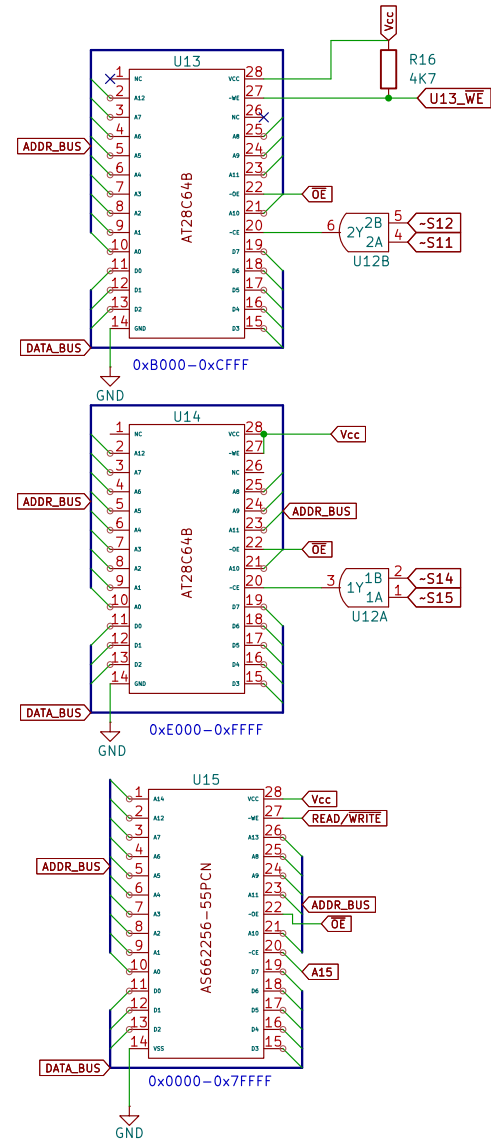 Vcc
U13
R16
4K7
1 NC VCC 28
2 A12 ~WE 27
U13_WE
3 A7 NC 26
4 A6 A8 25
ADDR_BUS
5 A5 A9 24
6 A4 A11 23
7 A3 ~OE 22
OE
8 A2 A10 21
9 A1 ~CE 20
10 A0 D7 19
11 D0 D6 18
12 D1 D5 17
13 D2 D4 16
14 GND D3 15
AT28C64B
6 2Y 2B 5 ~S12
2A 4 ~S11
U12B
DATA_BUS
0xB000-0xCFFF
GND
U14
1 NC VCC 28
Vcc
2 A12 ~WE 27
3 A7 NC 26
4 A6 A8 25
ADDR_BUS
5 A5 A9 24
ADDR_BUS
6 A4 A11 23
7 A3 ~OE 22
OE
8 A2 A10 21
9 A1 ~CE 20
10 A0 D7 19
11 D0 D6 18
12 D1 D5 17
13 D2 D4 16
14 GND D3 15
AT28C64B
3 1Y 1B 2 ~S14
1A 1 ~S15
U12A
DATA_BUS
0xE000-0xFFFF
GND
U15
1 A14 VCC 28
Vcc
2 A12 ~WE 27
READ/WRITE
3 A7 A13 26
4 A6 A8 25
ADDR_BUS
5 A5 A9 24
6 A4 A11 23
ADDR_BUS
7 A3 ~OE 22
OE
8 A2 A10 21
9 A1 ~CE 20
A15
10 A0 D7 19
11 D0 D6 18
12 D1 D5 17
13 D2 D4 16
14 VSS D3 15
AS662256-55PCN
DATA_BUS
0x0000-0x7FFFF
GND